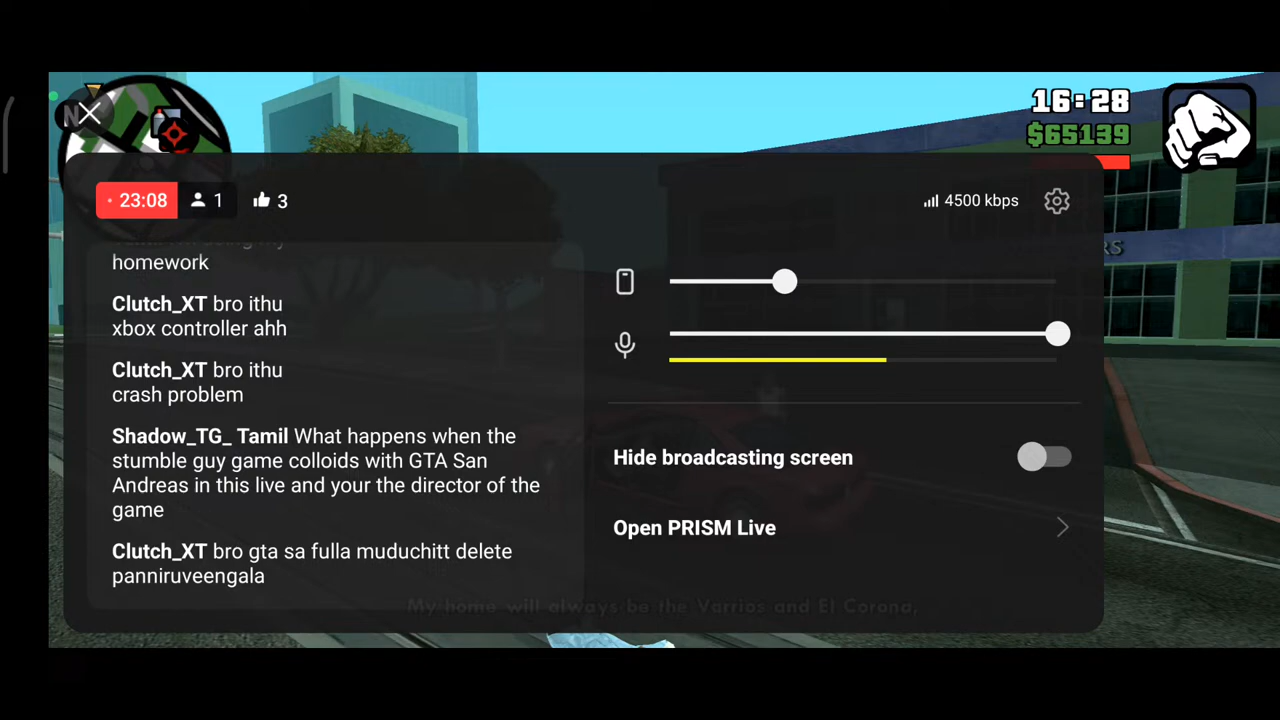 N
16:28
$65139
23:08
1
3
4500 kbps
homework
Clutch_XT bro ithu
xbox controller ahh
Clutch_XT bro ithu
crash problem
Shadow_TG_ Tamil What happens when the
stumble guy game colloids with GTA San
Andreas in this live and your the director of the
game
Clutch_XT bro gta sa fulla muduchitt delete
panniruveengala
Hide broadcasting screen
Open PRISM Live
My home will always be the Varrios and El Corona,